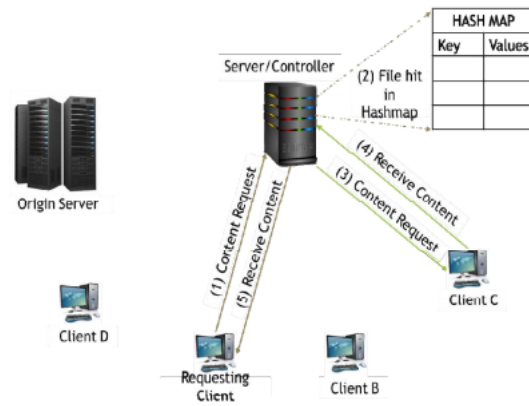 HASH MAP
Key Values
Server/Controller
(2) File hit
in
Hashmap
Origin Server
(1) Content Request
(5) Receive Content
(4) Receive Content
(3) Content Request
Client C
Client D
Requesting
Client
Client B